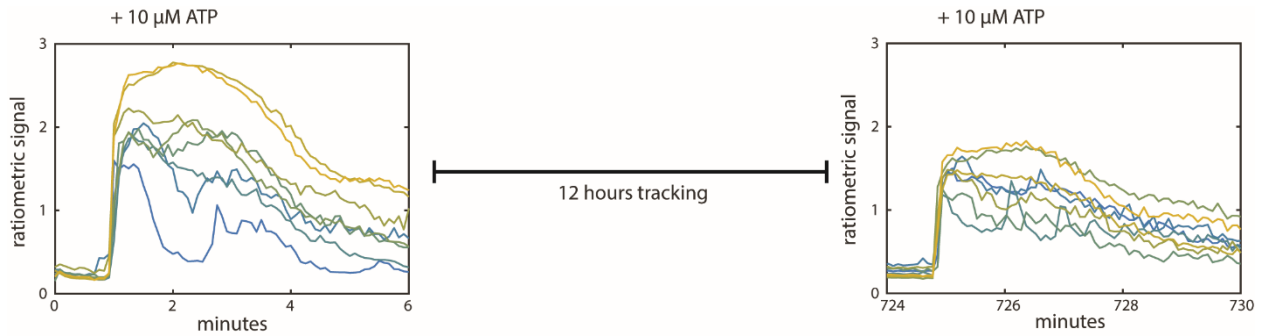 + 10 μM ATP
3
2
1
0
ratiometric signal
0
2
4
6
minutes
12 hours tracking
+ 10 μM ATP
3
2
1
0
ratiometric signal
724
726
728
730
minutes